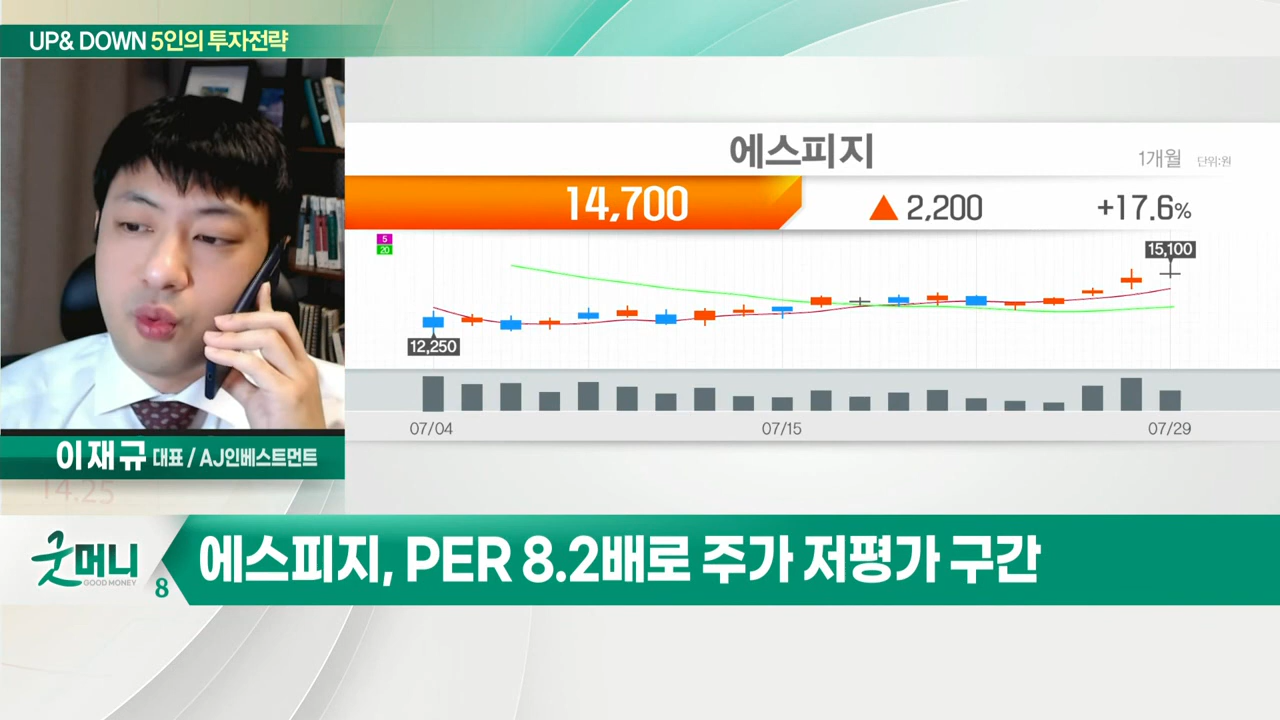 UP& DOWN 5인의 투자전략
에스피지
1개월 단위:원
14,700 ▲ 2,200 +17.6%
5
20
15,100
12,250
07/04 07/15 07/29
이재규 대표 / AJ인베스트먼트
14.25
굿머니
GOOD MONEY
8
에스피지, PER 8.2배로 주가 저평가 구간